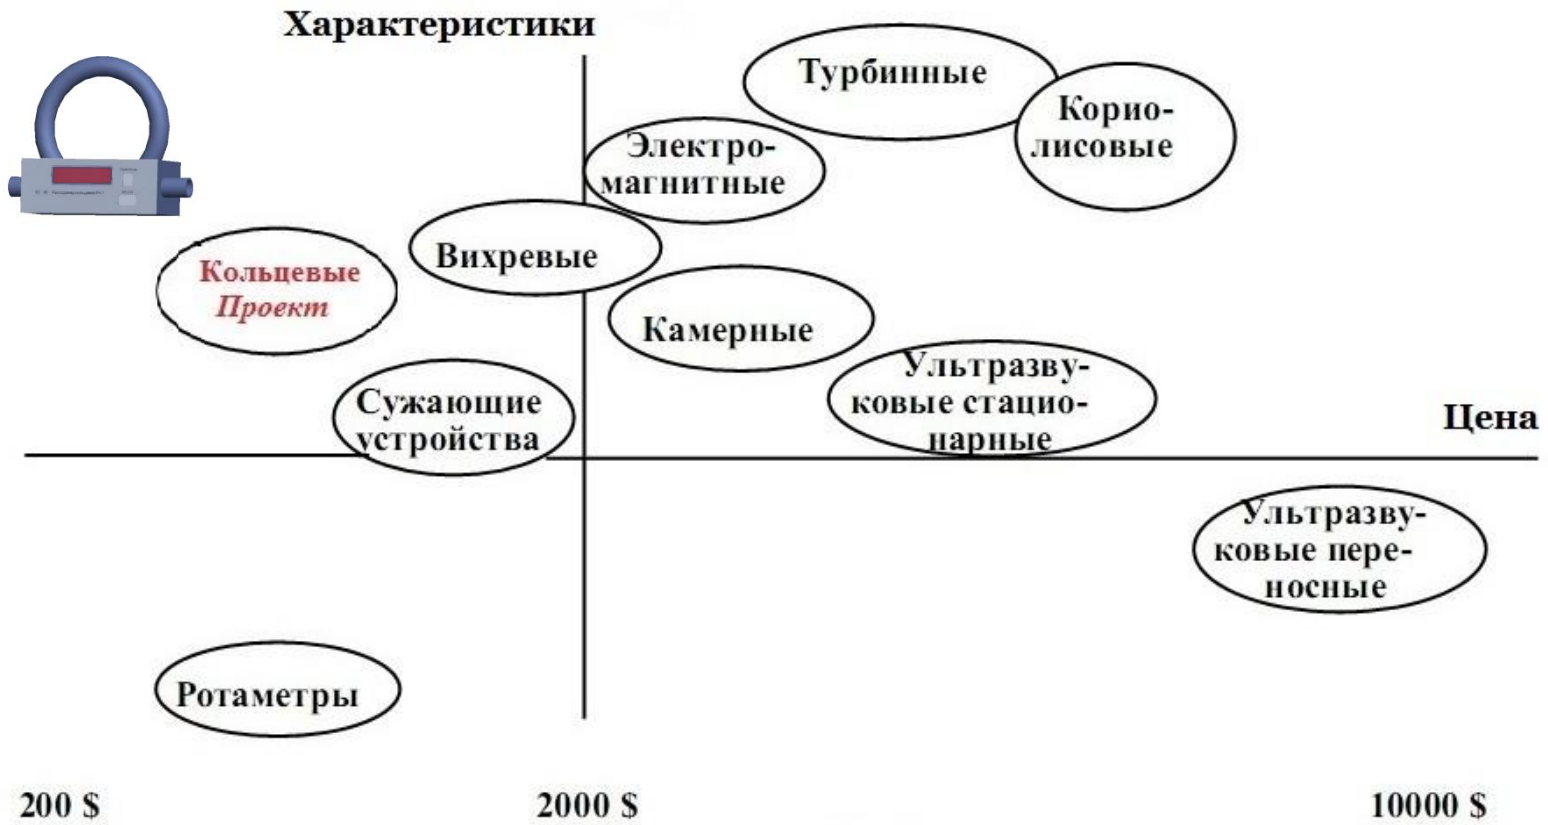 Характеристики
Турбинные
Корио-
лисовые
Электро-
магнитные
Вихревые
Кольцевые
Проект
Камерные
Ультразву-
ковые стацио-
нарные
Сужающие
устройства
Цена
Ультразву-
ковые пере-
носные
Ротаметры
200 $
2000 $
10000 $